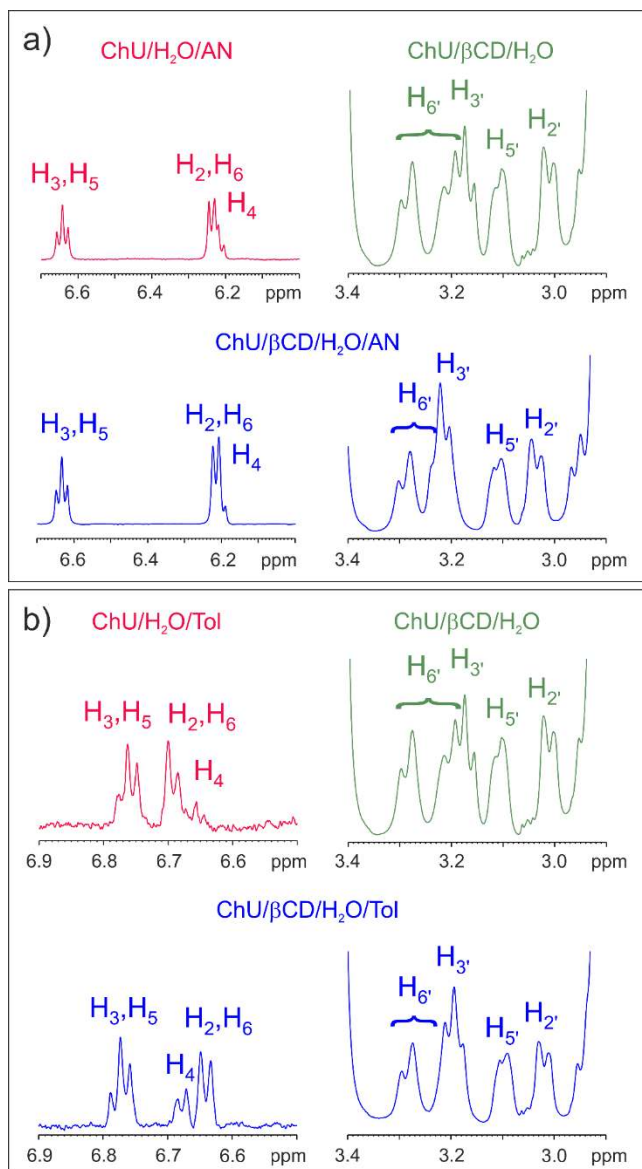 a)
ChU/H₂O/AN
ChU/βCD/H₂O
H₃,H₅
H₂,H₆
H₄
H₆'
H₃'
H₅'
H₂'
6.6 6.4 6.2 ppm
3.4 3.2 3.0 ppm
ChU/βCD/H₂O/AN
H₃,H₅
H₂,H₆
H₄
H₆'
H₃'
H₅'
H₂'
6.6 6.4 6.2 ppm
3.4 3.2 3.0 ppm
b)
ChU/H₂O/Tol
ChU/βCD/H₂O
H₃,H₅
H₂,H₆
H₄
H₆'
H₃'
H₅'
H₂'
6.9 6.8 6.7 6.6 ppm
3.4 3.2 3.0 ppm
ChU/βCD/H₂O/Tol
H₃,H₅
H₄
H₂,H₆
H₆'
H₃'
H₅'
H₂'
6.9 6.8 6.7 6.6 ppm
3.4 3.2 3.0 ppm